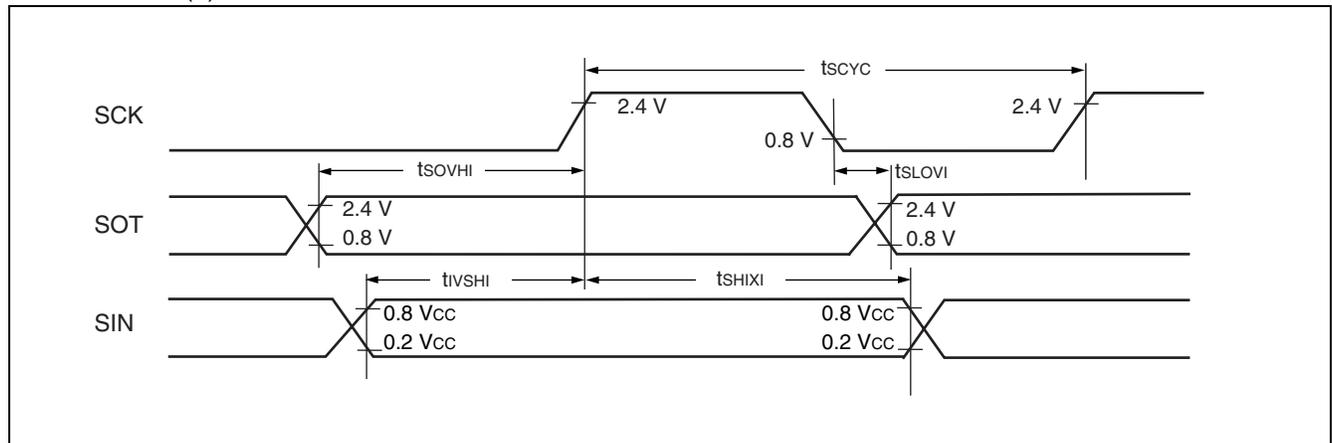 tSCYC
SCK
2.4 V
0.8 V
2.4 V
tSOVHI
tSLOVI
SOT
2.4 V
0.8 V
2.4 V
0.8 V
tIVSHI
tSHIXI
SIN
0.8 VCC
0.2 VCC
0.8 VCC
0.2 VCC